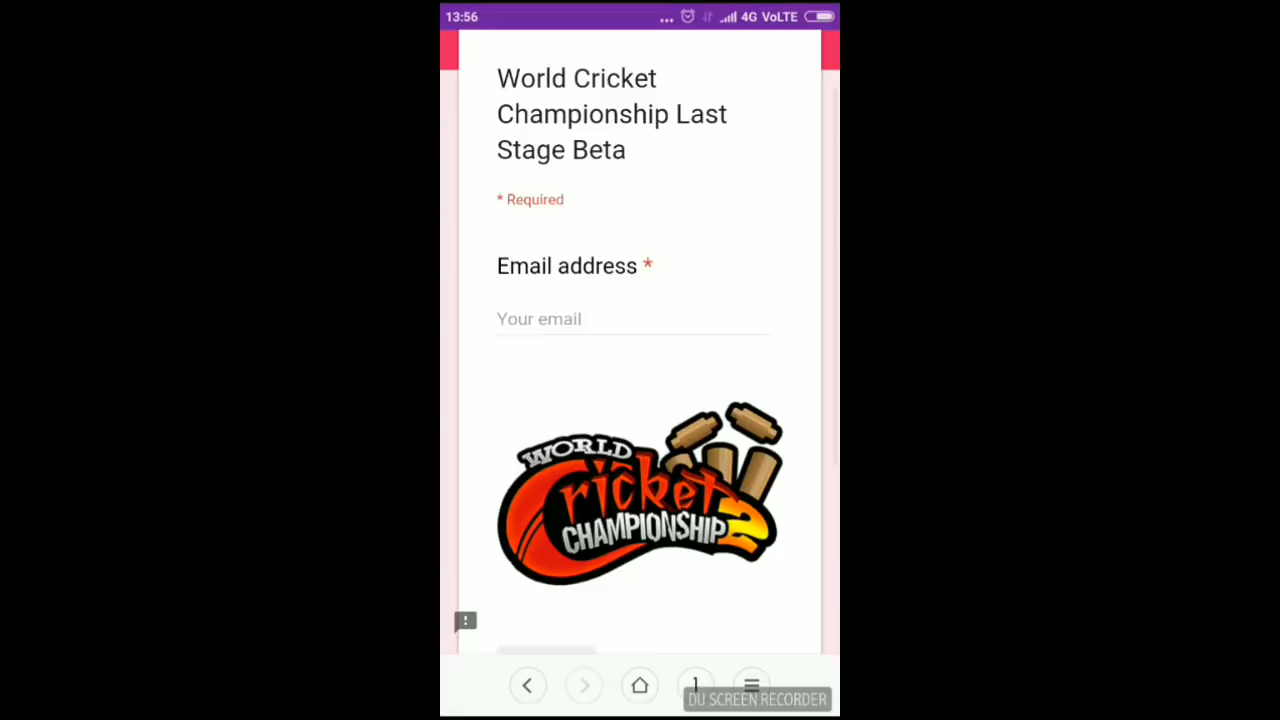 13:56
... 4G VoLTE
World Cricket
Championship Last
Stage Beta
* Required
Email address *
Your email
WORLD
Cricket
CHAMPIONSHIP 2
!
1
DU SCREEN RECORDER